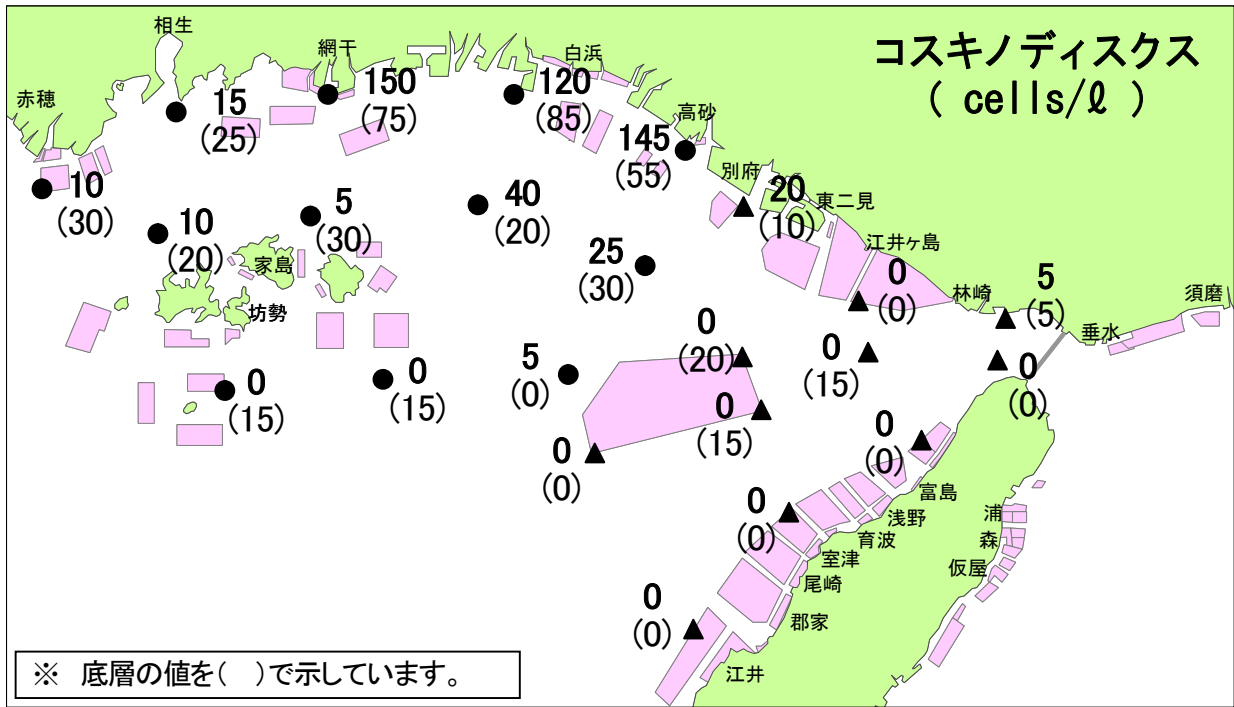 コスキノディスクス
( cells/ℓ )
相生
網干
白浜
赤穂
高砂
別府
東二見
江井ヶ島
林崎
須磨
垂水
家島
坊勢
富島
浅野
育波
室津
尾崎
郡家
江井
浦
森
仮屋
15
(25)
150
(75)
120
(85)
145
(55)
10
(30)
10
(20)
5
(30)
40
(20)
20
(10)
25
(30)
0
(0)
5
(5)
0
(20)
0
(15)
0
(0)
5
(0)
0
(15)
0
(15)
0
(15)
0
(0)
0
(0)
0
(0)
0
(0)
※ 底層の値を( )で示しています。